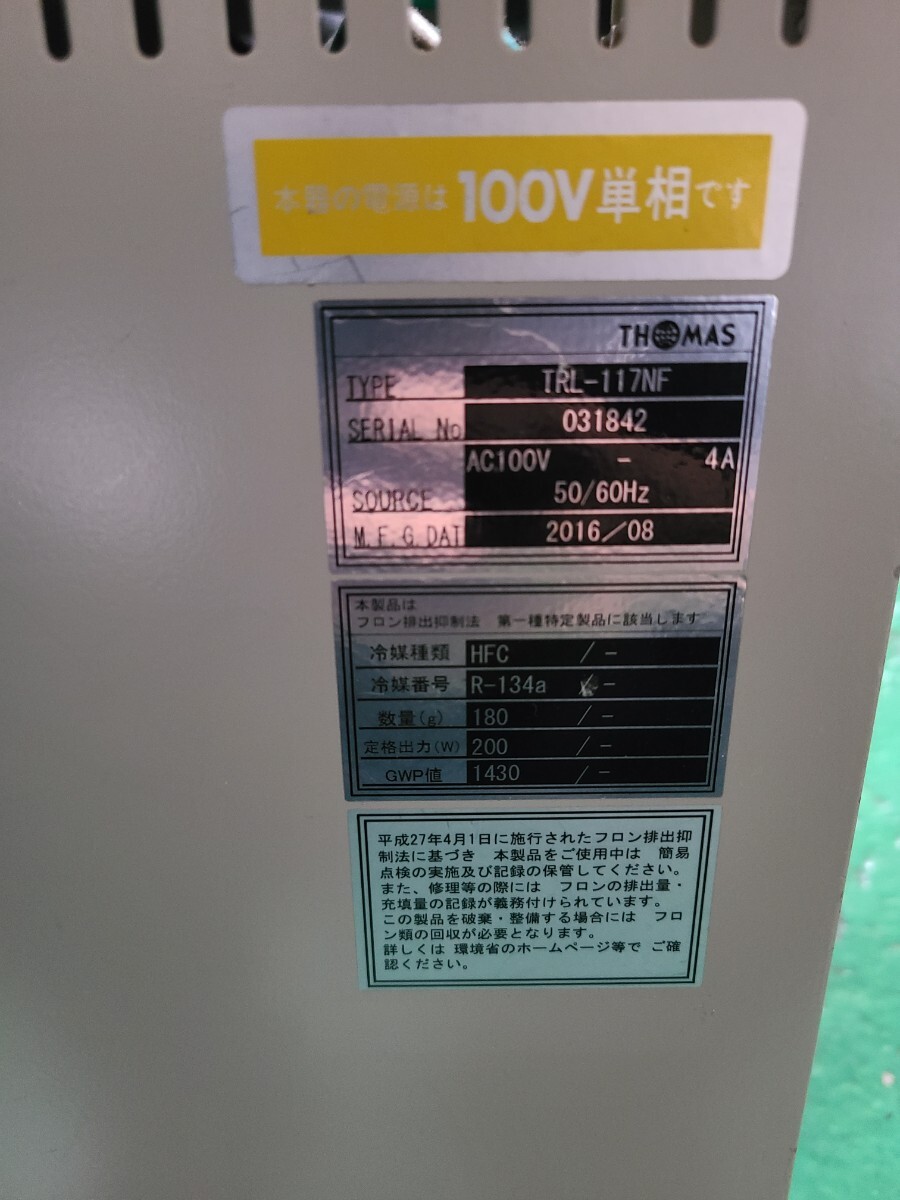 本器の電源は 100V単相です
THOMAS
TYPE TRL-117NF
SERIAL No 031842
AC100V - 4A
SOURCE 50/60Hz
M.F.G.DAT 2016/08
本製品は
フロン排出抑制法 第一種特定製品に該当します
冷媒種類 HFC / -
冷媒番号 R-134a / -
数量(g) 180 / -
定格出力(W) 200 / -
GWP値 1430 / -
平成27年4月1日に施行されたフロン排出抑
制法に基づき 本製品をご使用中は 簡易
点検の実施及び記録の保管してください。
また、修理等の際には フロンの排出量・
充填量の記録が義務付けられています。
この製品を破棄・整備する場合には フロ
ン類の回収が必要となります。
詳しくは 環境省のホームページ等で ご確
認ください。